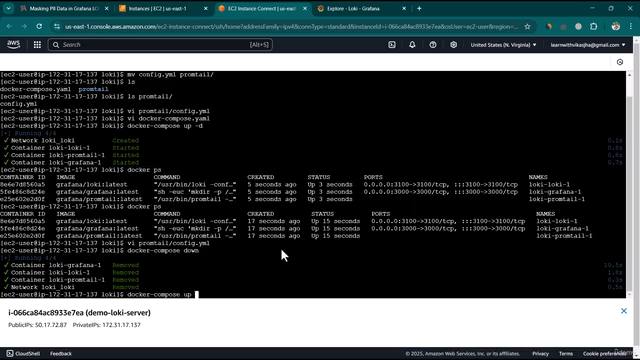 Masking PII Data in Grafana LO
Instances | EC2 | us-east-1
EC2 Instance Connect | us-east
Explore - Loki - Grafana
us-east-1.console.aws.amazon.com/ec2-instance-connect/ssh/home?addressFamily=ipv4&connType=standard&instanceId=i-066ca84ac8933e7ea&osUser=ec2-user&region=
aws
Search
[Alt+S]
United States (N. Virginia)
learnwithvikasjha@gmail.com
[ec2-user@ip-172-31-17-137 loki]$ mv config.yml promtail/
[ec2-user@ip-172-31-17-137 loki]$ ls
docker-compose.yaml promtail
[ec2-user@ip-172-31-17-137 loki]$ ls promtail/
config.yml
[ec2-user@ip-172-31-17-137 loki]$ vi promtail/config.yml
[ec2-user@ip-172-31-17-137 loki]$ vi docker-compose.yaml
[ec2-user@ip-172-31-17-137 loki]$ docker-compose up -d
[+] Running 4/4
✓ Network loki_loki Created
✓ Container loki-loki-1 Started
✓ Container loki-promtail-1 Started
✓ Container loki-grafana-1 Started
[ec2-user@ip-172-31-17-137 loki]$ docker ps
CONTAINER ID IMAGE COMMAND CREATED STATUS PORTS NAMES
8e6e7d8560a5 grafana/loki:latest "/usr/bin/loki -conf…" 5 seconds ago Up 3 seconds 0.0.0.0:3100->3100/tcp, :::3100->3100/tcp loki-loki-1
5fe486c8d24e grafana/grafana:latest "sh -euc 'mkdir -p /…" 5 seconds ago Up 3 seconds 0.0.0.0:3000->3000/tcp, :::3000->3000/tcp loki-grafana-1
e25e02c83067 grafana/promtail:latest "/usr/bin/promtail -…" 5 seconds ago Up 3 seconds loki-promtail-1
[ec2-user@ip-172-31-17-137 loki]$ docker ps
CONTAINER ID IMAGE COMMAND CREATED STATUS PORTS NAMES
8e6e7d8560a5 grafana/loki:latest "/usr/bin/loki -conf…" 17 seconds ago Up 15 seconds 0.0.0.0:3100->3100/tcp, :::3100->3100/tcp loki-loki-1
5fe486c8d24e grafana/grafana:latest "sh -euc 'mkdir -p /…" 17 seconds ago Up 15 seconds 0.0.0.0:3000->3000/tcp, :::3000->3000/tcp loki-grafana-1
e25e02c83067 grafana/promtail:latest "/usr/bin/promtail -…" 17 seconds ago Up 15 seconds loki-promtail-1
[ec2-user@ip-172-31-17-137 loki]$ vi promtail/config.yml
[ec2-user@ip-172-31-17-137 loki]$ docker-compose down
[+] Running 4/4
✓ Container loki-grafana-1 Removed
✓ Container loki-loki-1 Removed
✓ Container loki-promtail-1 Removed
✓ Network loki_loki Removed
[ec2-user@ip-172-31-17-137 loki]$ docker-compose up
i-066ca84ac8933e7ea (demo-loki-server)
PublicIPs: 50.17.72.87 PrivateIPs: 172.31.17.137
CloudShell Feedback © 2025, Amazon Web Services, Inc. or its affiliates. Privacy Terms Cookie preferences